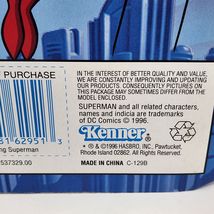 PURCHASE
IN THE INTEREST OF BETTER QUALITY AND VALUE,
WE ARE CONSTANTLY IMPROVING AND UPDATING
OUR PRODUCTS. CONSEQUENTLY PICTURES ON
THIS PACKAGE MAY SOMETIMES DIFFER FROM THE
MODEL ENCLOSED.
SUPERMAN and all related characters,
names and indicia are trademarks
of DC Comics © 1996.
Kenner®
* ® & ©1996 HASBRO, INC., Pawtucket,
Rhode Island 02862. All Rights Reserved.
MADE IN CHINA C-129B
81 62951 3
ng Superman
537329.00